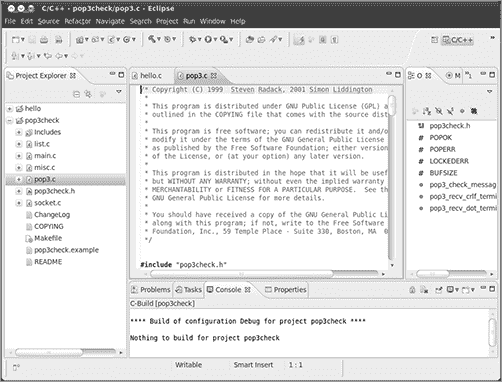 C/C++ - pop3check/pop3.c - Eclipse
File Edit Source Refactor Navigate Search Project Run Window Help
C/C++
Project Explorer
hello
pop3check
Includes
list.c
main.c
misc.c
pop3.c
pop3check.h
socket.c
ChangeLog
COPYING
Makefile
pop3check.example
README
hello.c
pop3.c
/* Copyright (C) 1999 Steven Radack, 2001 Simon Liddington
*
* This program is distributed under GNU Public License (GPL) a
* outlined in the COPYING file that comes with the source dist
*
* This program is free software; you can redistribute it and/o
* modify it under the terms of the GNU General Public License
* as published by the Free Software Foundation; either version
* of the License, or (at your option) any later version.
*
* This program is distributed in the hope that it will be usef
* but WITHOUT ANY WARRANTY; without even the implied warranty
* MERCHANTABILITY or FITNESS FOR A PARTICULAR PURPOSE. See th
* GNU General Public License for more details.
*
* You should have received a copy of the GNU General Public Li
* along with this program; if not, write to the Free Software
* Foundation, Inc., 59 Temple Place - Suite 330, Boston, MA 0
*/
#include "pop3check.h"
O
M
1
pop3check.h
# POPOK
# POPERR
# LOCKEDERR
# BUFSIZE
pop3_check_messag
pop3_recv_crlf_termi
pop3_recv_dot_termi
Problems
Tasks
Console
Properties
C-Build [pop3check]
**** Build of configuration Debug for project pop3check ****
Nothing to build for project pop3check
Writable
Smart Insert
1 : 1